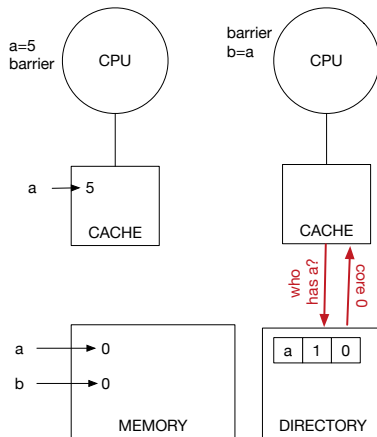 a=5
barrier
CPU
barrier
b=a
CPU
a
5
CACHE
CACHE
who
has a?
core 0
a
0
b
0
MEMORY
a 1 0
DIRECTORY